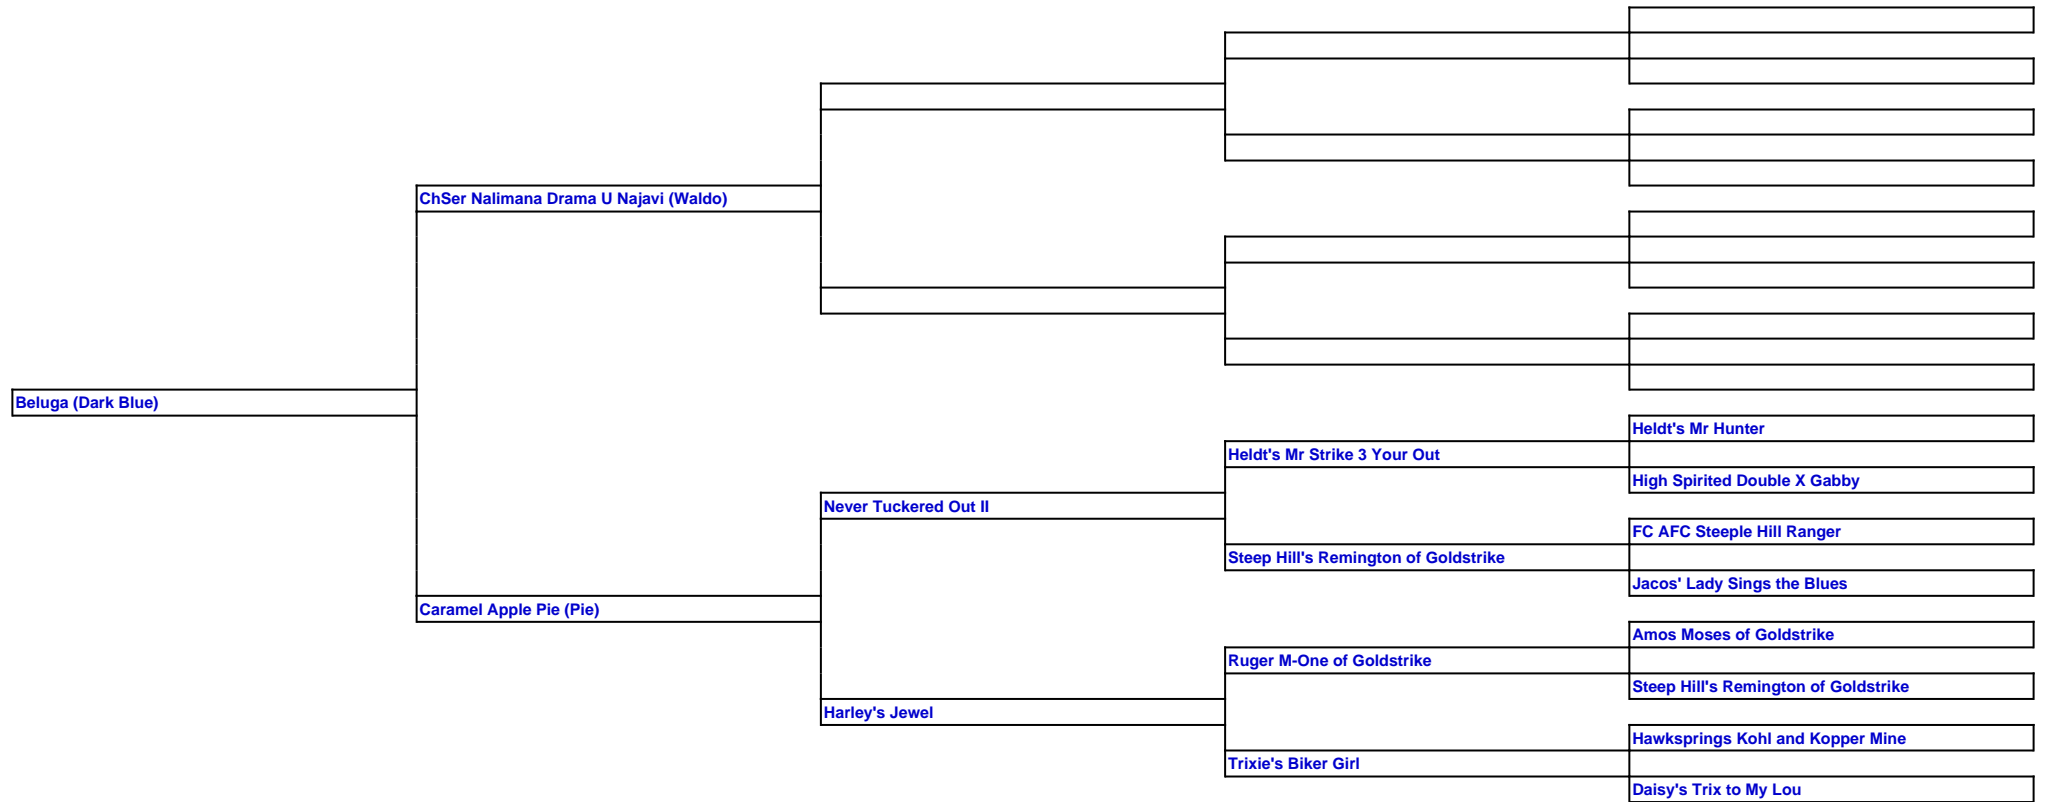 ChSer Nalimana Drama U Najavi (Waldo)
Beluga (Dark Blue)
Heldt's Mr Hunter
Heldt's Mr Strike 3 Your Out
High Spirited Double X Gabby
Never Tuckered Out II
FC AFC Steeple Hill Ranger
Steep Hill's Remington of Goldstrike
Jacos' Lady Sings the Blues
Caramel Apple Pie (Pie)
Amos Moses of Goldstrike
Ruger M-One of Goldstrike
Steep Hill's Remington of Goldstrike
Harley's Jewel
Hawksprings Kohl and Kopper Mine
Trixie's Biker Girl
Daisy's Trix to My Lou